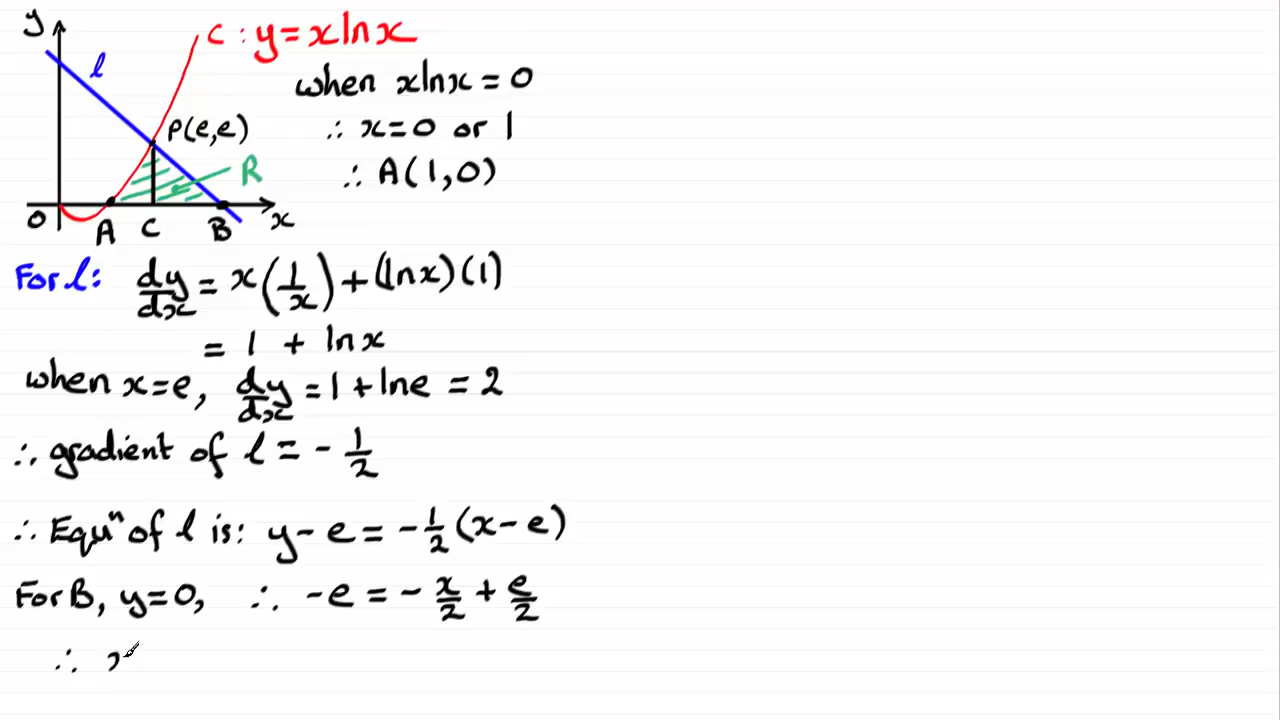 y
C : y = x ln x
l
when x ln x = 0
P(e,e)
∴ x = 0 or 1
R
∴ A(1,0)
O A C B x
For l: dy/dx = x(1/x) + (ln x)(1)
= 1 + ln x
when x = e, dy/dx = 1 + ln e = 2
∴ gradient of l = - 1/2
∴ Equⁿ of l is: y - e = - 1/2 (x - e)
For B, y = 0, ∴ -e = - x/2 + e/2
∴ x